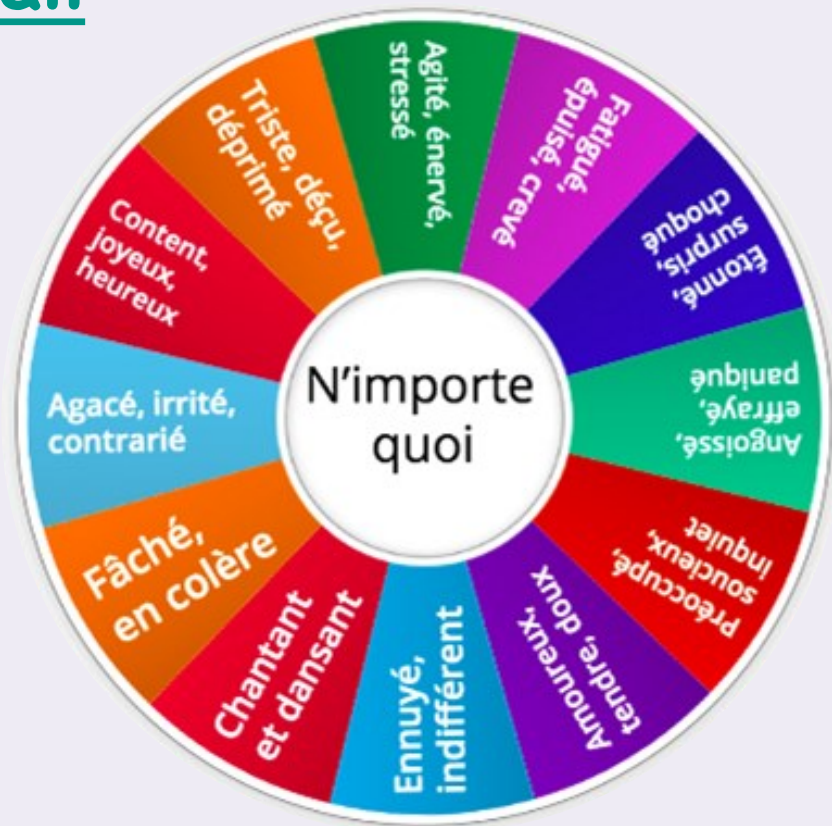 Agité, énervé,
stressé
Fatigué,
épuisé, crevé
Étonné,
surpris,
choqué
Angoissé,
effrayé,
paniqué
Préoccupé,
soucieux,
inquiet
Amoureux,
tendre, doux
Ennuyé,
indifférent
Chantant
et dansant
Fâché,
en colère
Agacé, irrité,
contrarié
Content,
joyeux,
heureux
Triste, déçu,
déprimé
N'importe
quoi